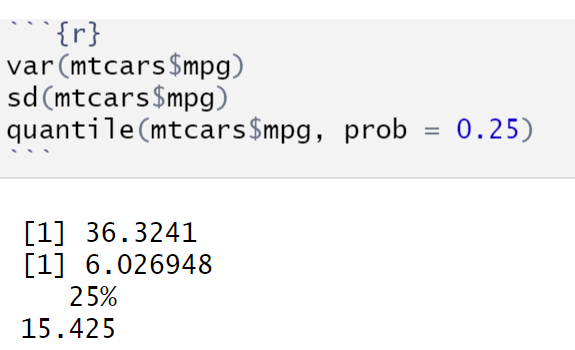 ```{r}
var(mtcars$mpg)
sd(mtcars$mpg)
quantile(mtcars$mpg, prob = 0.25)
```
[1] 36.3241
[1] 6.026948
   25%
15.425